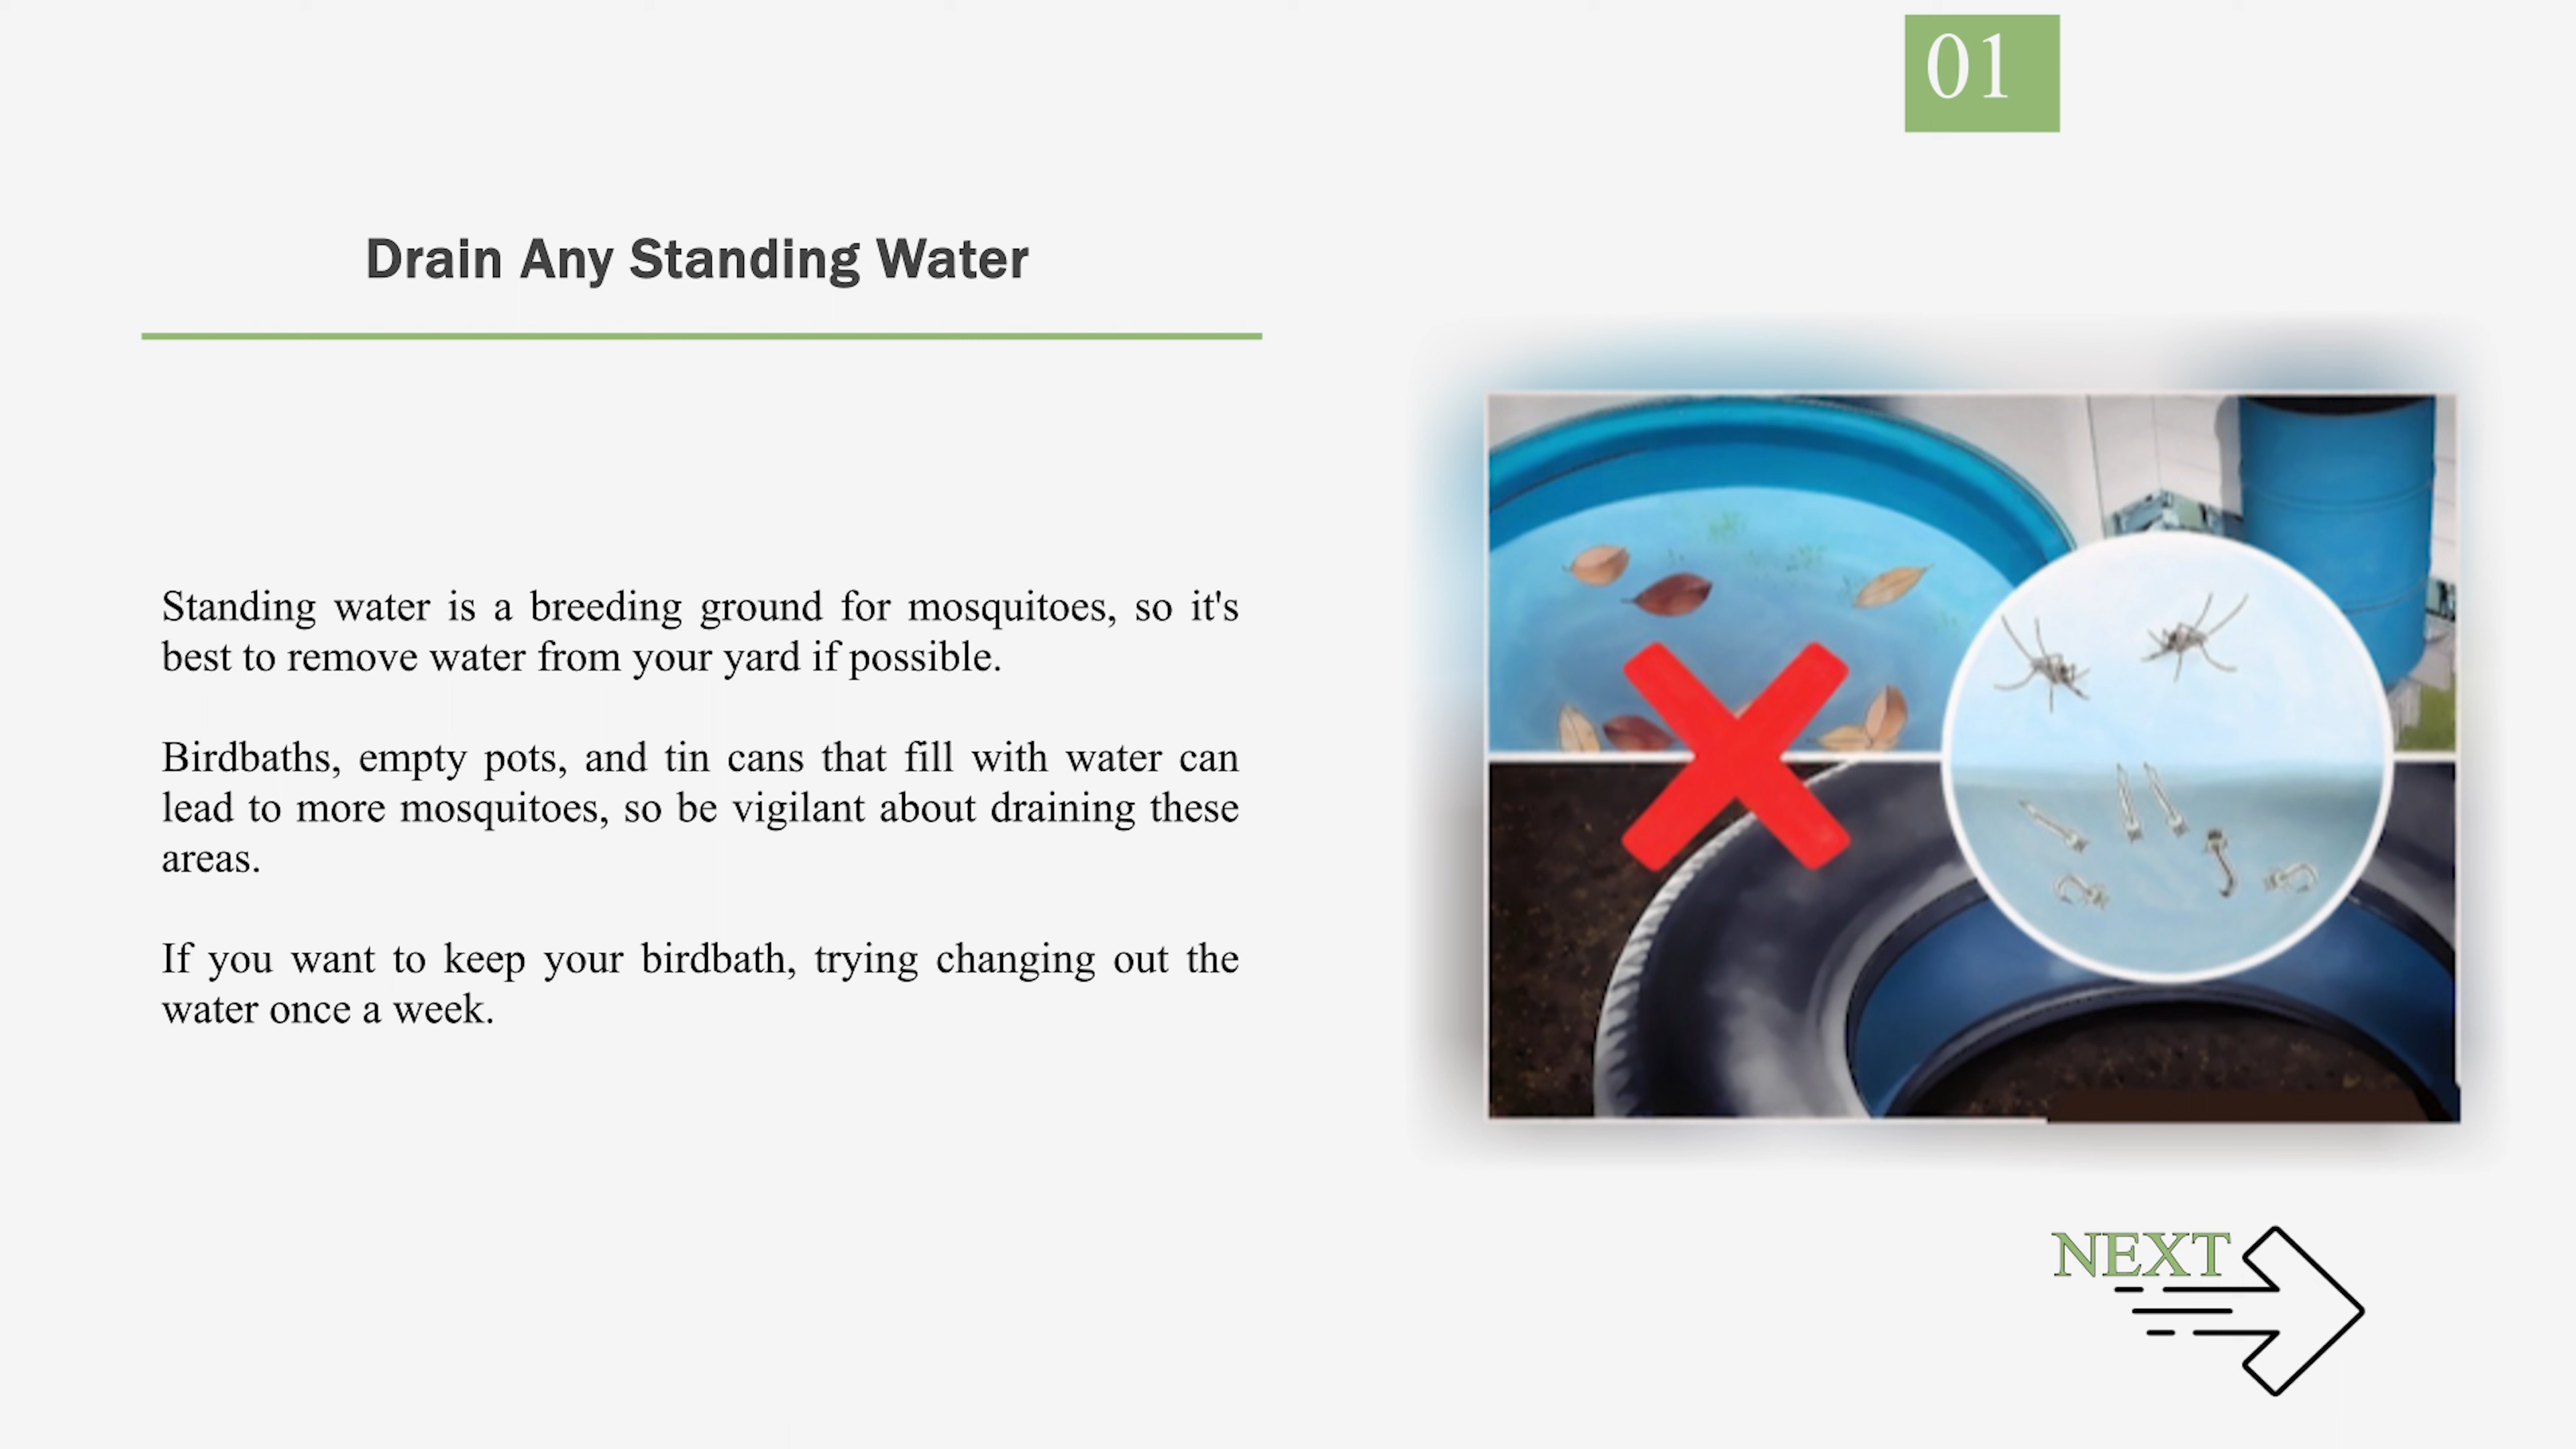 01
Drain Any Standing Water
Standing water is a breeding ground for mosquitoes, so it's
best to remove water from your yard if possible.
Birdbaths, empty pots, and tin cans that fill with water can
lead to more mosquitoes, so be vigilant about draining these
areas.
If you want to keep your birdbath, trying changing out the
water once a week.
NEXT